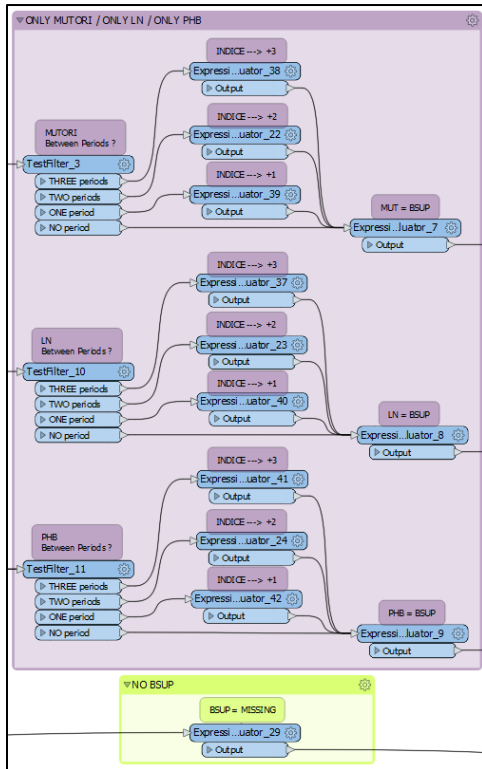 ▿ONLY MUTORI / ONLY LN / ONLY PHB
INDICE ---> +3
Expressi...uator_38
Output
MUTORI
Between Periods ?
TestFilter_3
THREE periods
TWO periods
ONE period
NO period
INDICE ---> +2
Expressi...uator_22
Output
INDICE ---> +1
Expressi...uator_39
Output
MUT = BSUP
Expressi...luator_7
Output
INDICE ---> +3
Expressi...uator_37
Output
LN
Between Periods ?
TestFilter_10
THREE periods
TWO periods
ONE period
NO period
INDICE ---> +2
Expressi...uator_23
Output
INDICE ---> +1
Expressi...uator_40
Output
LN = BSUP
Expressi...luator_8
Output
INDICE ---> +3
Expressi...uator_41
Output
PHB
Between Periods ?
TestFilter_11
THREE periods
TWO periods
ONE period
NO period
INDICE ---> +2
Expressi...uator_24
Output
INDICE ---> +1
Expressi...uator_42
Output
PHB = BSUP
Expressi...luator_9
Output
▿NO BSUP
BSUP = MISSING
Expressi...uator_29
Output